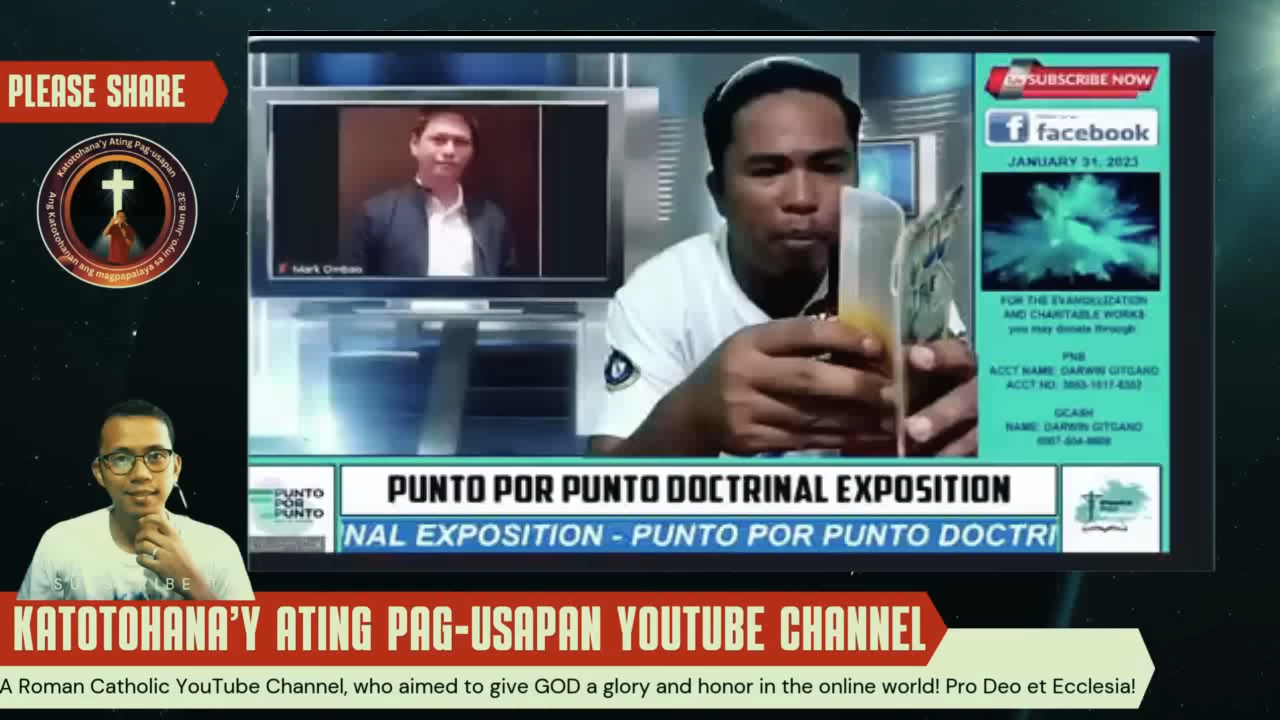 PLEASE SHARE
Katotohana'y Ating Pag-usapan
Ang Katotohanan ang magpapalaya sa inyo. Juan 8:32
Mark Ombao
SUBSCRIBE NOW
facebook
JANUARY 31, 2023
FOR THE EVANGELIZATION
AND CHARITABLE WORKS
you may donate through
PNB
ACCT NAME: DARWIN GITGANO
ACCT NO:
GCASH
NAME: DARWIN GITGANO
PUNTO
POR
PUNTO
PUNTO POR PUNTO DOCTRINAL EXPOSITION
NAL EXPOSITION - PUNTO POR PUNTO DOCTRI
KATOTOHANA'Y ATING PAG-USAPAN YOUTUBE CHANNEL
A Roman Catholic YouTube Channel, who aimed to give GOD a glory and honor in the online world! Pro Deo et Ecclesia!